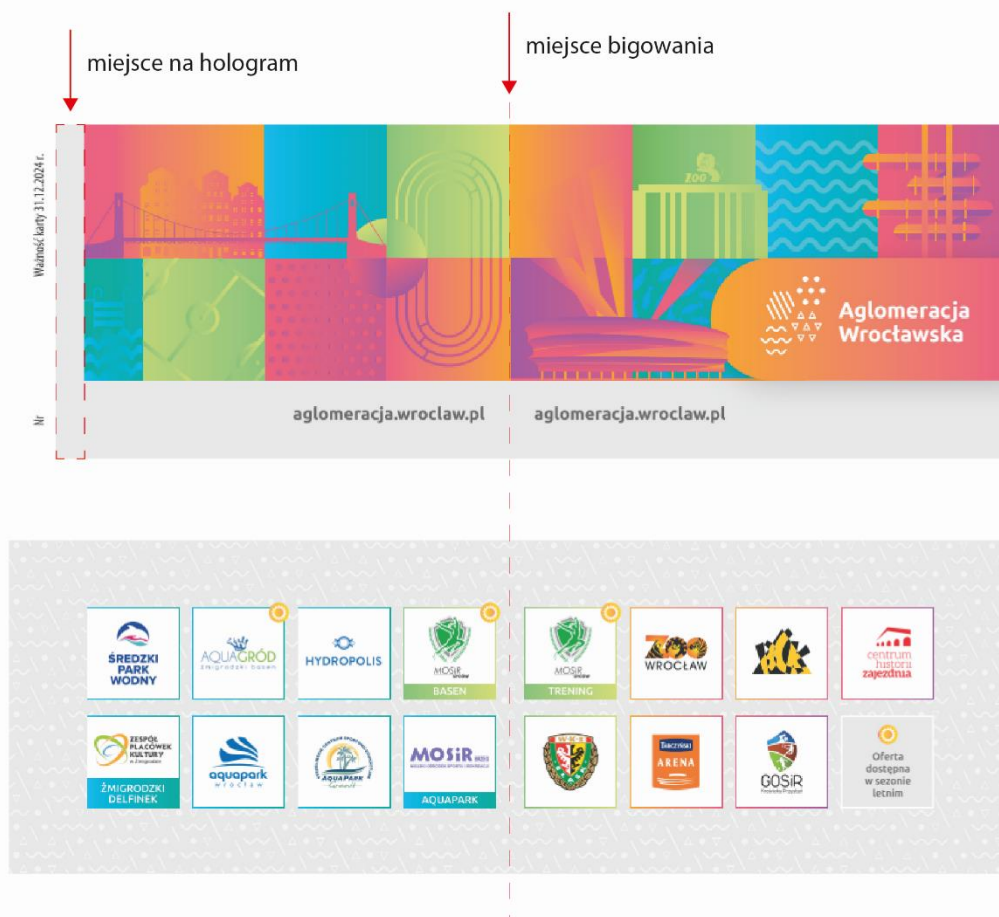 miejsce na hologram
miejsce bigowania
Ważność karty 31.12.2024 r.
Nr
ZOO
Aglomeracja
Wrocławska
aglomeracja.wroclaw.pl
aglomeracja.wroclaw.pl
ŚREDZKI
PARK
WODNY
AQUAGRÓD
żmigrodzki basen
HYDROPOLIS
MOSiR
BASEN
MOSiR
TRENING
ZOO
WROCŁAW
centrum
historii
zajezdnia
ZESPÓŁ
PLACÓWEK
KULTURY
w Żmigrodzie
ŻMIGRODZKI
DELFINEK
aquapark
wrocław
AQUAPARK
MOSiR
AQUAPARK
W·K·S
TARCZYŃSKI
ARENA
GOSiR
Oferta
dostępna
w sezonie
letnim